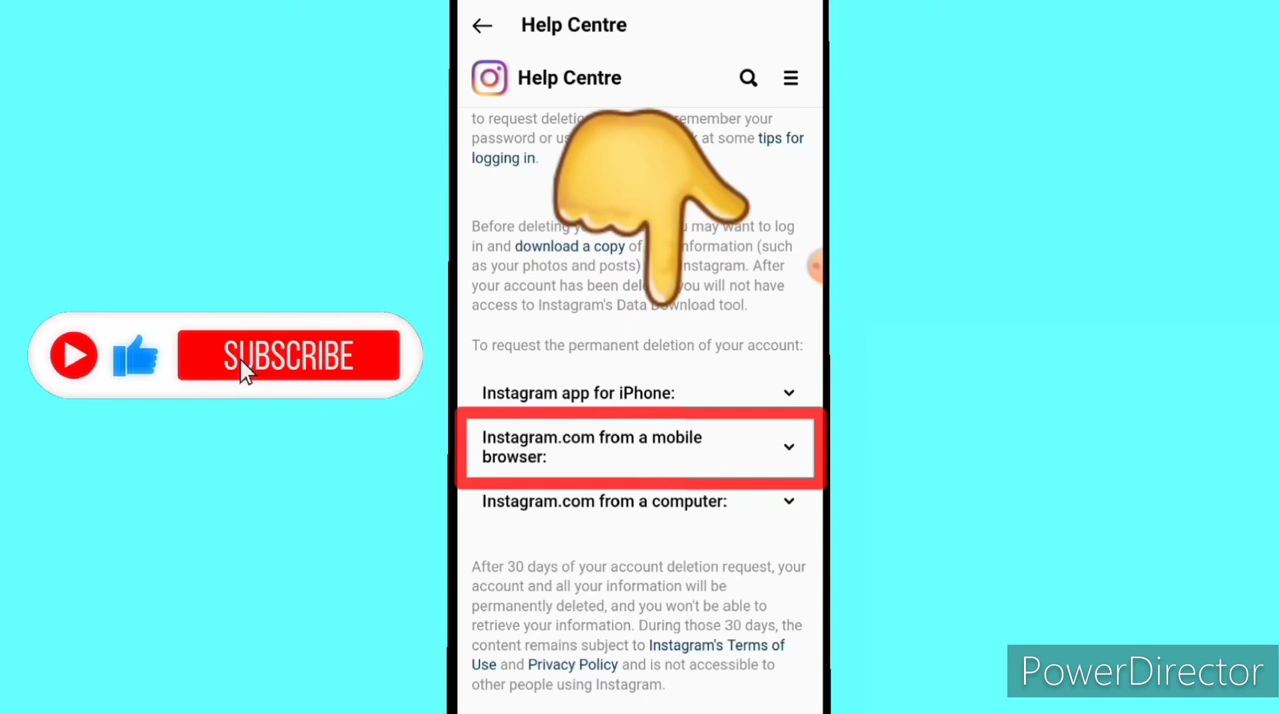 Help Centre
Help Centre
to request deletio remember your
password or us k at some tips for
logging in.
Before deleting y u may want to log
in and download a copy of nformation (such
as your photos and posts) Instagram. After
your account has been del you will not have
access to Instagram's Data Download tool.
To request the permanent deletion of your account:
Instagram app for iPhone:
Instagram.com from a mobile
browser:
Instagram.com from a computer:
After 30 days of your account deletion request, your
account and all your information will be
permanently deleted, and you won't be able to
retrieve your information. During those 30 days, the
content remains subject to Instagram's Terms of
Use and Privacy Policy and is not accessible to
other people using Instagram.
SUBSCRIBE
PowerDirector